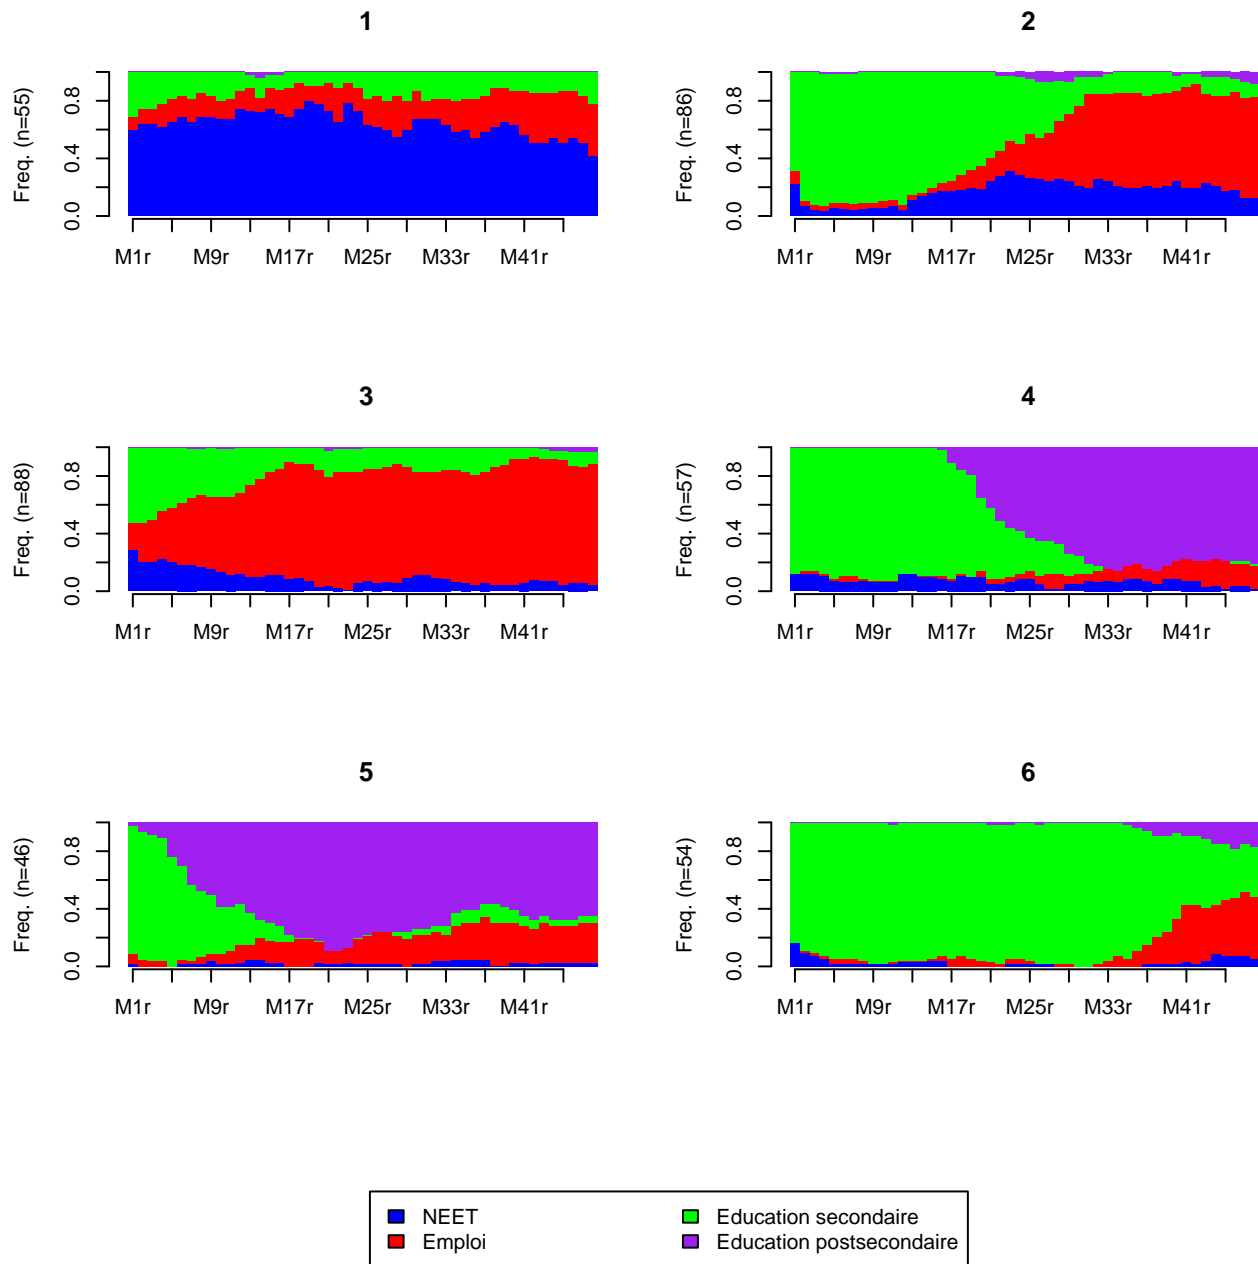 1
Freq. (n=55)
0.0 0.4 0.8
M1r M9r M17r M25r M33r M41r
2
Freq. (n=86)
0.0 0.4 0.8
M1r M9r M17r M25r M33r M41r
3
Freq. (n=88)
0.0 0.4 0.8
M1r M9r M17r M25r M33r M41r
4
Freq. (n=57)
0.0 0.4 0.8
M1r M9r M17r M25r M33r M41r
5
Freq. (n=46)
0.0 0.4 0.8
M1r M9r M17r M25r M33r M41r
6
Freq. (n=54)
0.0 0.4 0.8
M1r M9r M17r M25r M33r M41r
NEET
Emploi
Education secondaire
Education postsecondaire